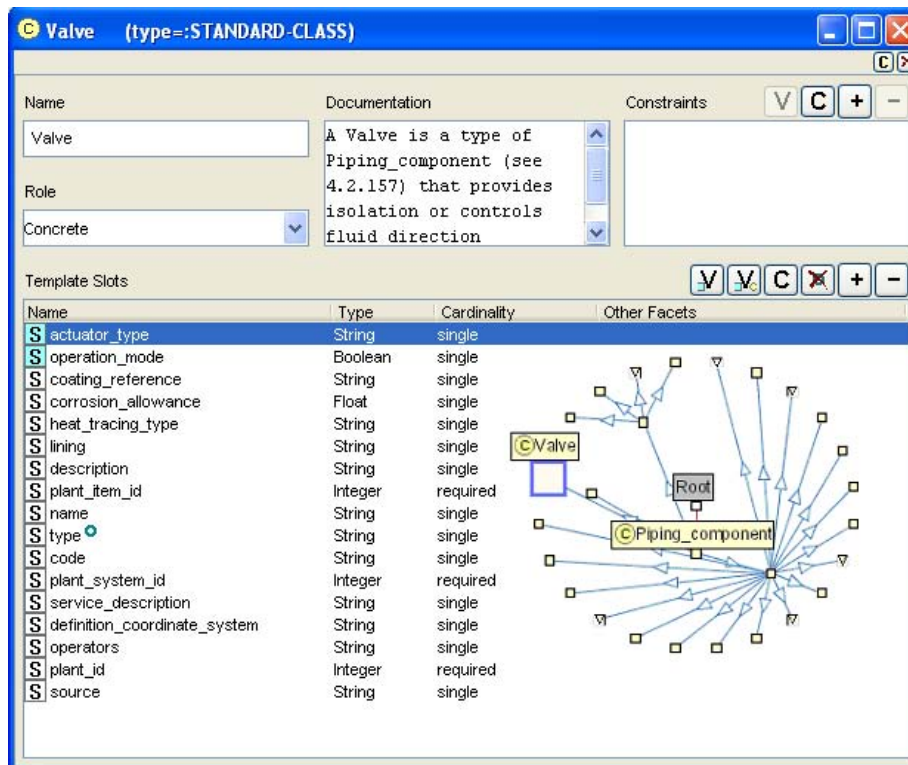 C Valve (type=:STANDARD-CLASS)
C
Name
Documentation
Constraints
V C + −
Valve
A Valve is a type of
Piping_component (see
4.2.157) that provides
isolation or controls
fluid direction
Role
Concrete
Template Slots
V V C + −
Name Type Cardinality Other Facets
S actuator_type String single
S operation_mode Boolean single
S coating_reference String single
S corrosion_allowance Float single
S heat_tracing_type String single
S lining String single
S description String single
S plant_item_id Integer required
S name String single
S type String single
S code String single
S plant_system_id Integer required
S service_description String single
S definition_coordinate_system String single
S operators String single
S plant_id Integer required
S source String single
C Valve
Root
C Piping_component